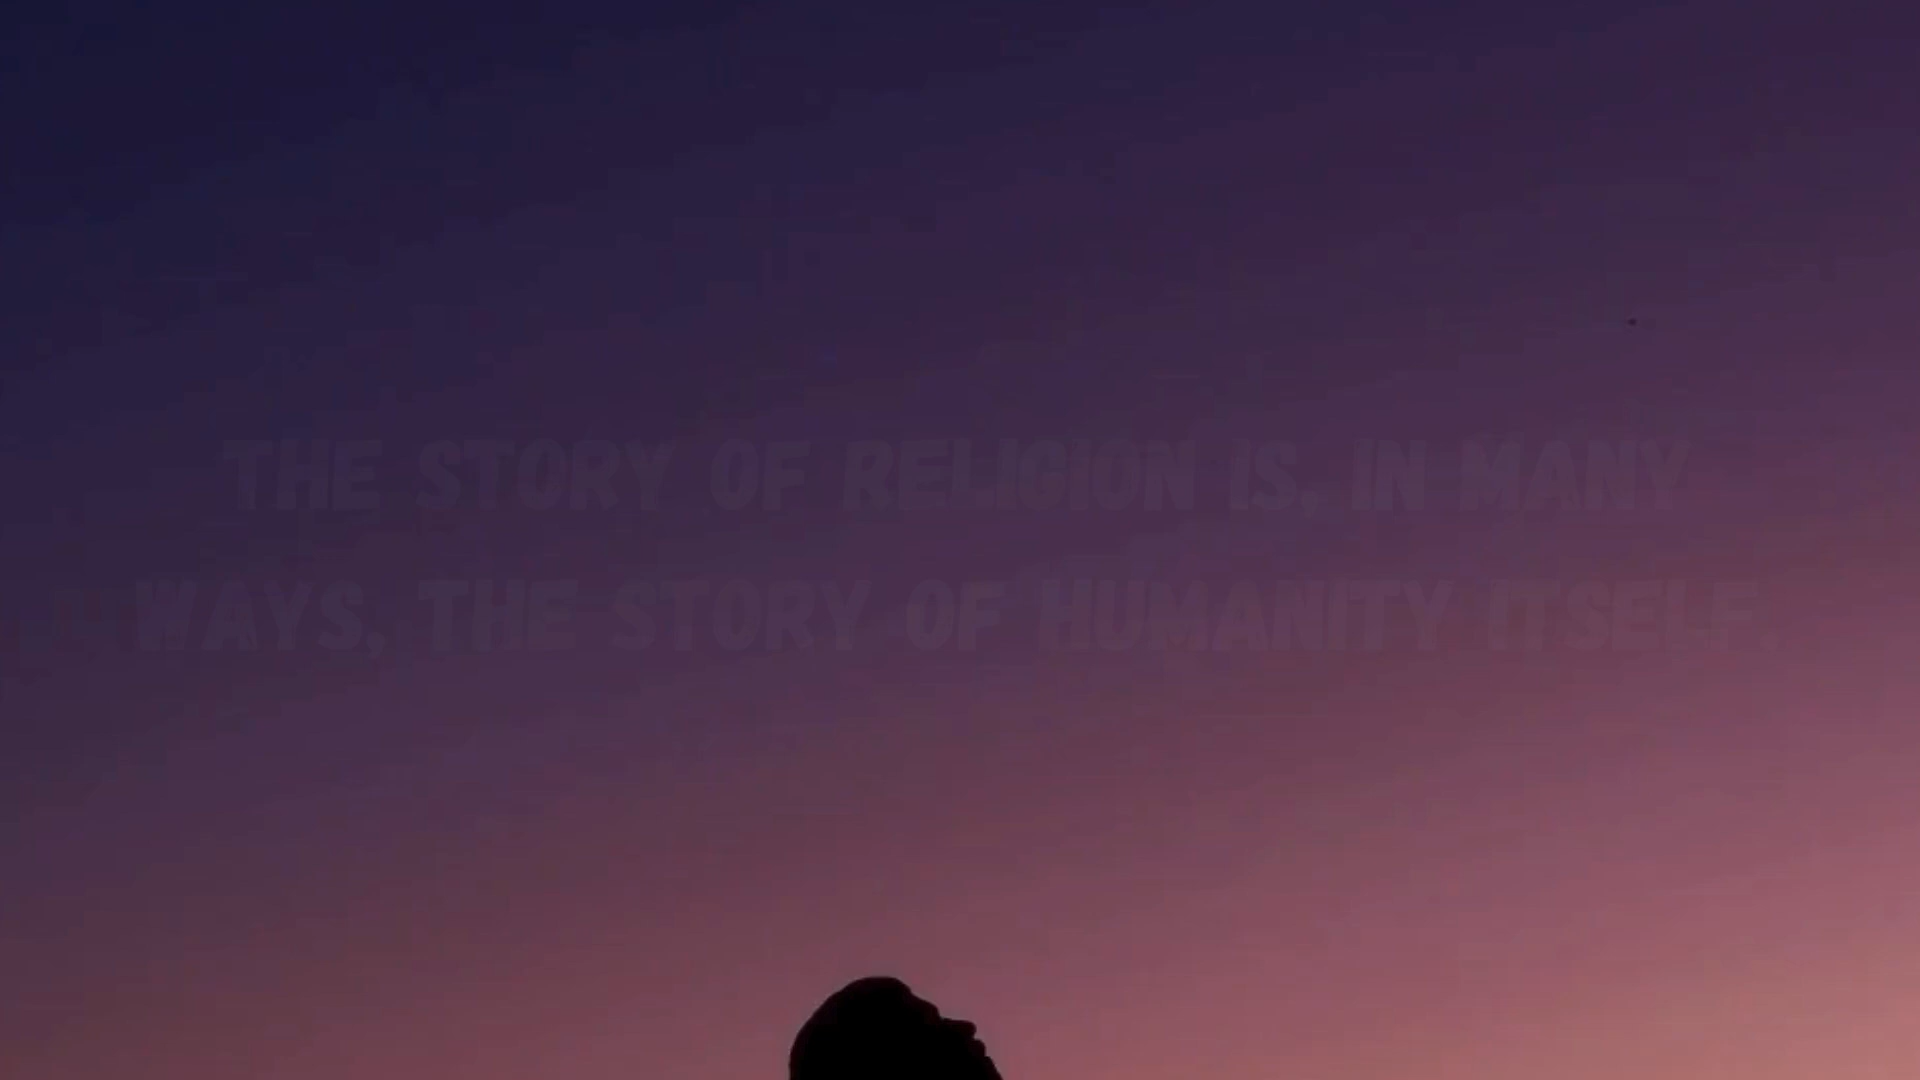 THE STORY OF RELIGION IS, IN MANY
WAYS, THE STORY OF HUMANITY ITSELF.